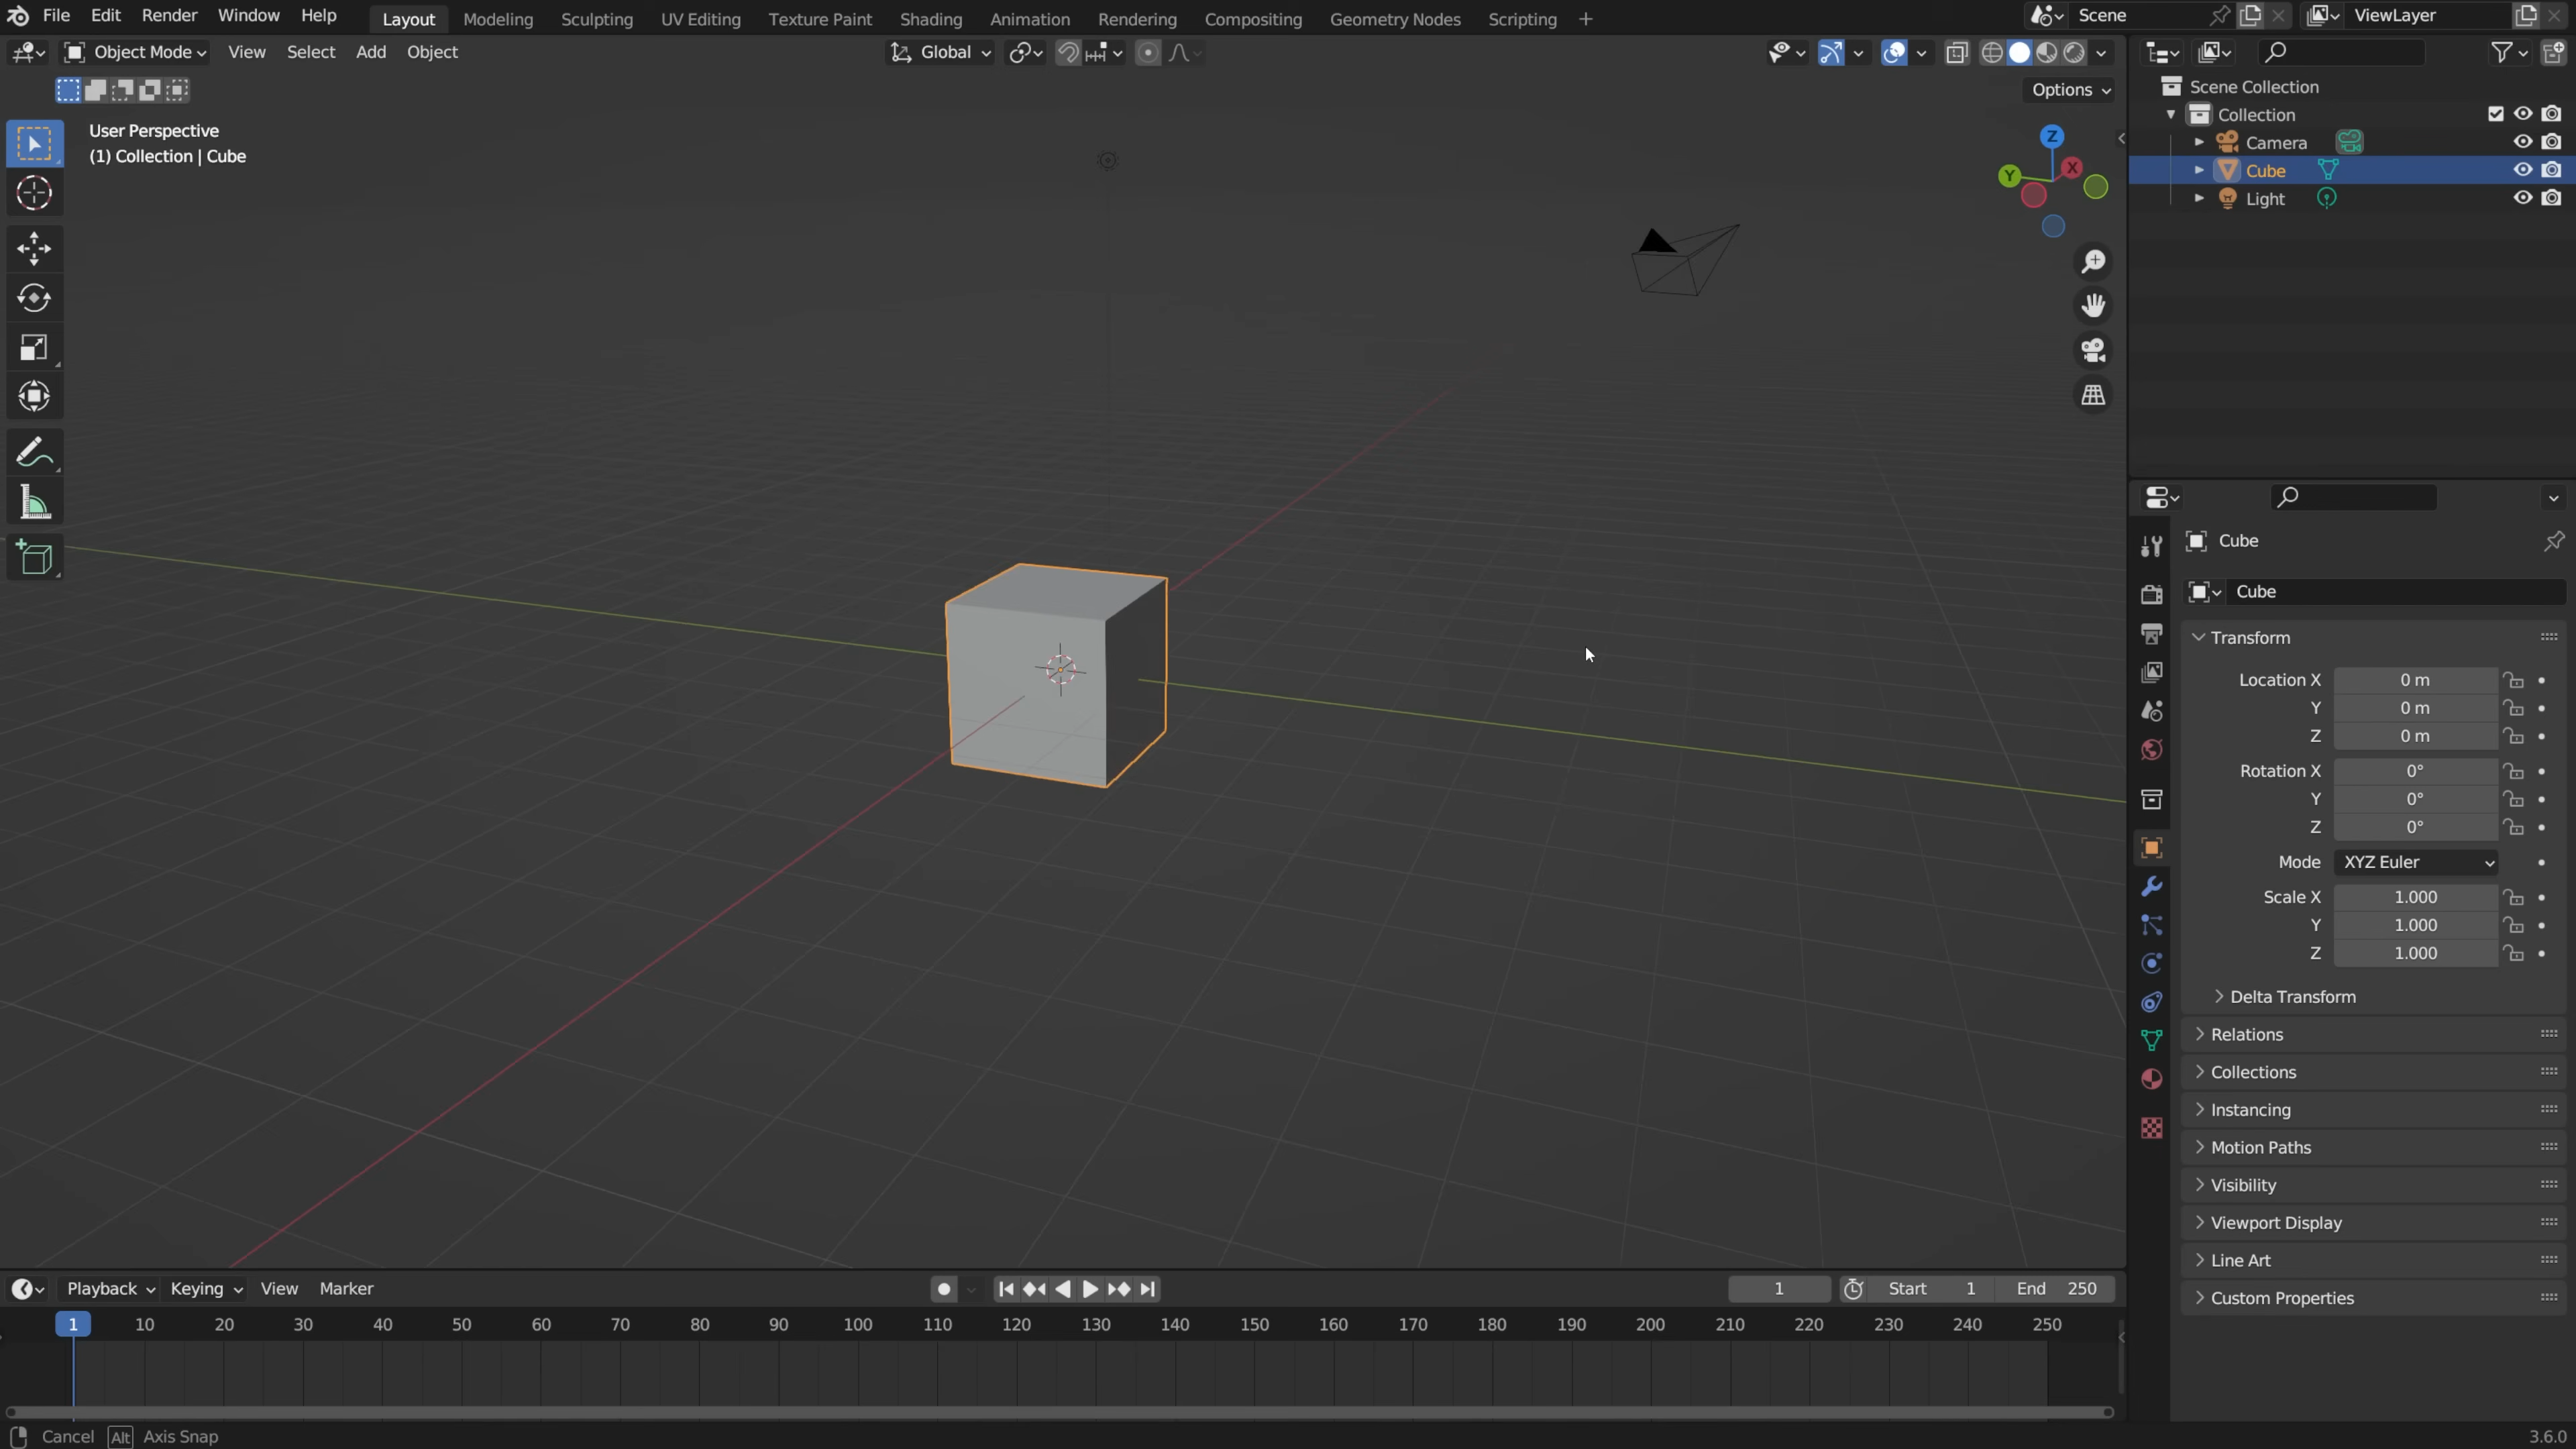 File Edit Render Window Help Layout Modeling Sculpting UV Editing Texture Paint Shading Animation Rendering Compositing Geometry Nodes Scripting + Scene ViewLayer
Object Mode View Select Add Object Global
Options
User Perspective
(1) Collection | Cube
Z
X
Y
Scene Collection
Collection
Camera
Cube
Light
Cube
Cube
Transform
Location X 0 m
Y 0 m
Z 0 m
Rotation X 0°
Y 0°
Z 0°
Mode XYZ Euler
Scale X 1.000
Y 1.000
Z 1.000
Delta Transform
Relations
Collections
Instancing
Motion Paths
Visibility
Viewport Display
Line Art
Custom Properties
Playback Keying View Marker 1 Start 1 End 250
1 10 20 30 40 50 60 70 80 90 100 110 120 130 140 150 160 170 180 190 200 210 220 230 240 250
Cancel Alt Axis Snap 3.6.0